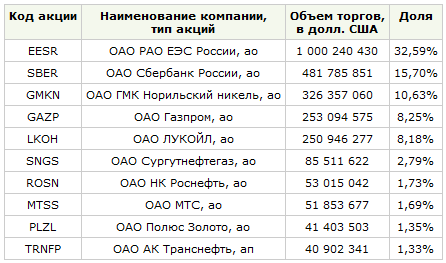 Код акции Наименование компании, тип акций Объем торгов, в долл. США Доля
EESR ОАО РАО ЕЭС России, ао 1 000 240 430 32,59%
SBER ОАО Сбербанк России, ао 481 785 851 15,70%
GMKN ОАО ГМК Норильский никель, ао 326 357 060 10,63%
GAZP ОАО Газпром, ао 253 094 575 8,25%
LKOH ОАО ЛУКОЙЛ, ао 250 946 277 8,18%
SNGS ОАО Сургутнефтегаз, ао 85 511 622 2,79%
ROSN ОАО НК Роснефть, ао 53 015 042 1,73%
MTSS ОАО МТС, ао 51 853 677 1,69%
PLZL ОАО Полюс Золото, ао 41 403 503 1,35%
TRNFP ОАО АК Транснефть, ап 40 902 341 1,33%